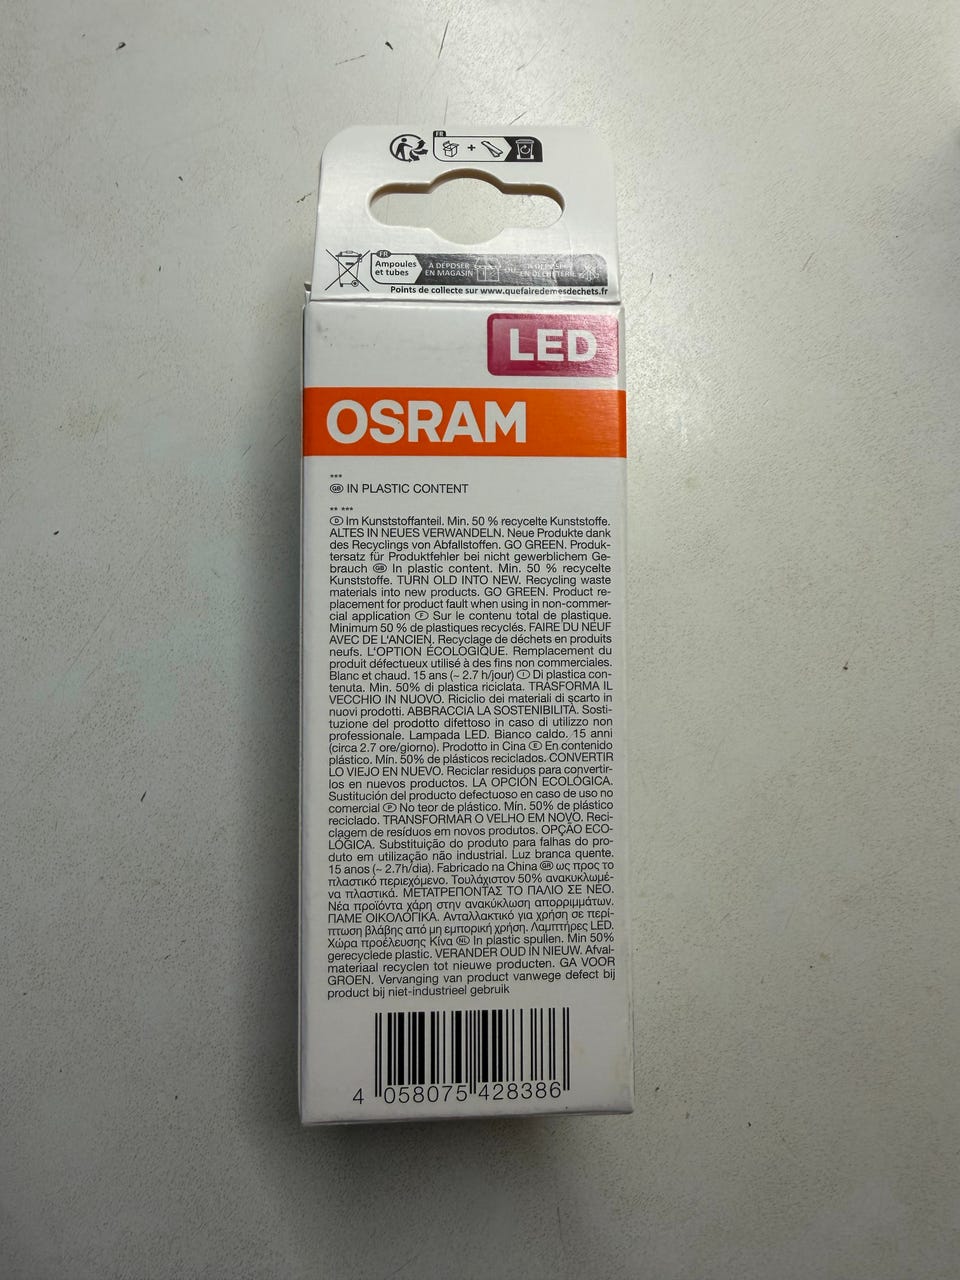 FR
+
FR
Ampoules
et tubes
À DÉPOSER
EN MAGASIN
OU
À DÉPOSER
EN DÉCHÈTERIE
Points de collecte sur www.quefairedemesdechets.fr
LED
OSRAM
***
GB IN PLASTIC CONTENT
** ***
D Im Kunststoffanteil. Min. 50 % recycelte Kunststoffe.
ALTES IN NEUES VERWANDELN. Neue Produkte dank
des Recyclings von Abfallstoffen. GO GREEN. Produk-
tersatz für Produktfehler bei nicht gewerblichem Ge-
brauch GB In plastic content. Min. 50 % recycelte
Kunststoffe. TURN OLD INTO NEW. Recycling waste
materials into new products. GO GREEN. Product re-
placement for product fault when using in non-commer-
cial application F Sur le contenu total de plastique.
Minimum 50 % de plastiques recyclés. FAIRE DU NEUF
AVEC DE L'ANCIEN. Recyclage de déchets en produits
neufs. L'OPTION ÉCOLOGIQUE. Remplacement du
produit défectueux utilisé à des fins non commerciales.
Blanc et chaud. 15 ans (~ 2.7 h/jour) I Di plastica con-
tenuta. Min. 50% di plastica riciclata. TRASFORMA IL
VECCHIO IN NUOVO. Riciclio dei materiali di scarto in
nuovi prodotti. ABBRACCIA LA SOSTENIBILITÀ. Sosti-
tuzione del prodotto difettoso in caso di utilizzo non
professionale. Lampada LED. Bianco caldo. 15 anni
(circa 2.7 ore/giorno). Prodotto in Cina E En contenido
plástico. Mín. 50% de plásticos reciclados. CONVERTIR
LO VIEJO EN NUEVO. Reciclar residuos para convertir-
los en nuevos productos. LA OPCIÓN ECOLÓGICA.
Sustitución del producto defectuoso en caso de uso no
comercial P No teor de plástico. Mín. 50% de plástico
reciclado. TRANSFORMAR O VELHO EM NOVO. Reci-
clagem de resíduos em novos produtos. OPÇÃO ECO-
LÓGICA. Substituição do produto para falhas do pro-
duto em utilização não industrial. Luz branca quente.
15 anos (~ 2.7h/dia). Fabricado na China GR ως προς το
πλαστικό περιεχόμενο. Τουλάχιστον 50% ανακυκλωμέ-
να πλαστικά. ΜΕΤΑΤΡΕΠΟΝΤΑΣ ΤΟ ΠΑΛΙΟ ΣΕ ΝΕΟ.
Νέα προϊόντα χάρη στην ανακύκλωση απορριμμάτων.
ΠΑΜΕ ΟΙΚΟΛΟΓΙΚΑ. Ανταλλακτικό για χρήση σε περί-
πτωση βλάβης από μη εμπορική χρήση. Λαμπτήρες LED.
Χώρα προέλευσης Κίνα NL In plastic spullen. Min 50%
gerecyclede plastic. VERANDER OUD IN NIEUW. Afval-
materiaal recyclen tot nieuwe producten. GA VOOR
GROEN. Vervanging van product vanwege defect bij
product bij niet-industrieel gebruik
4 058075 428386